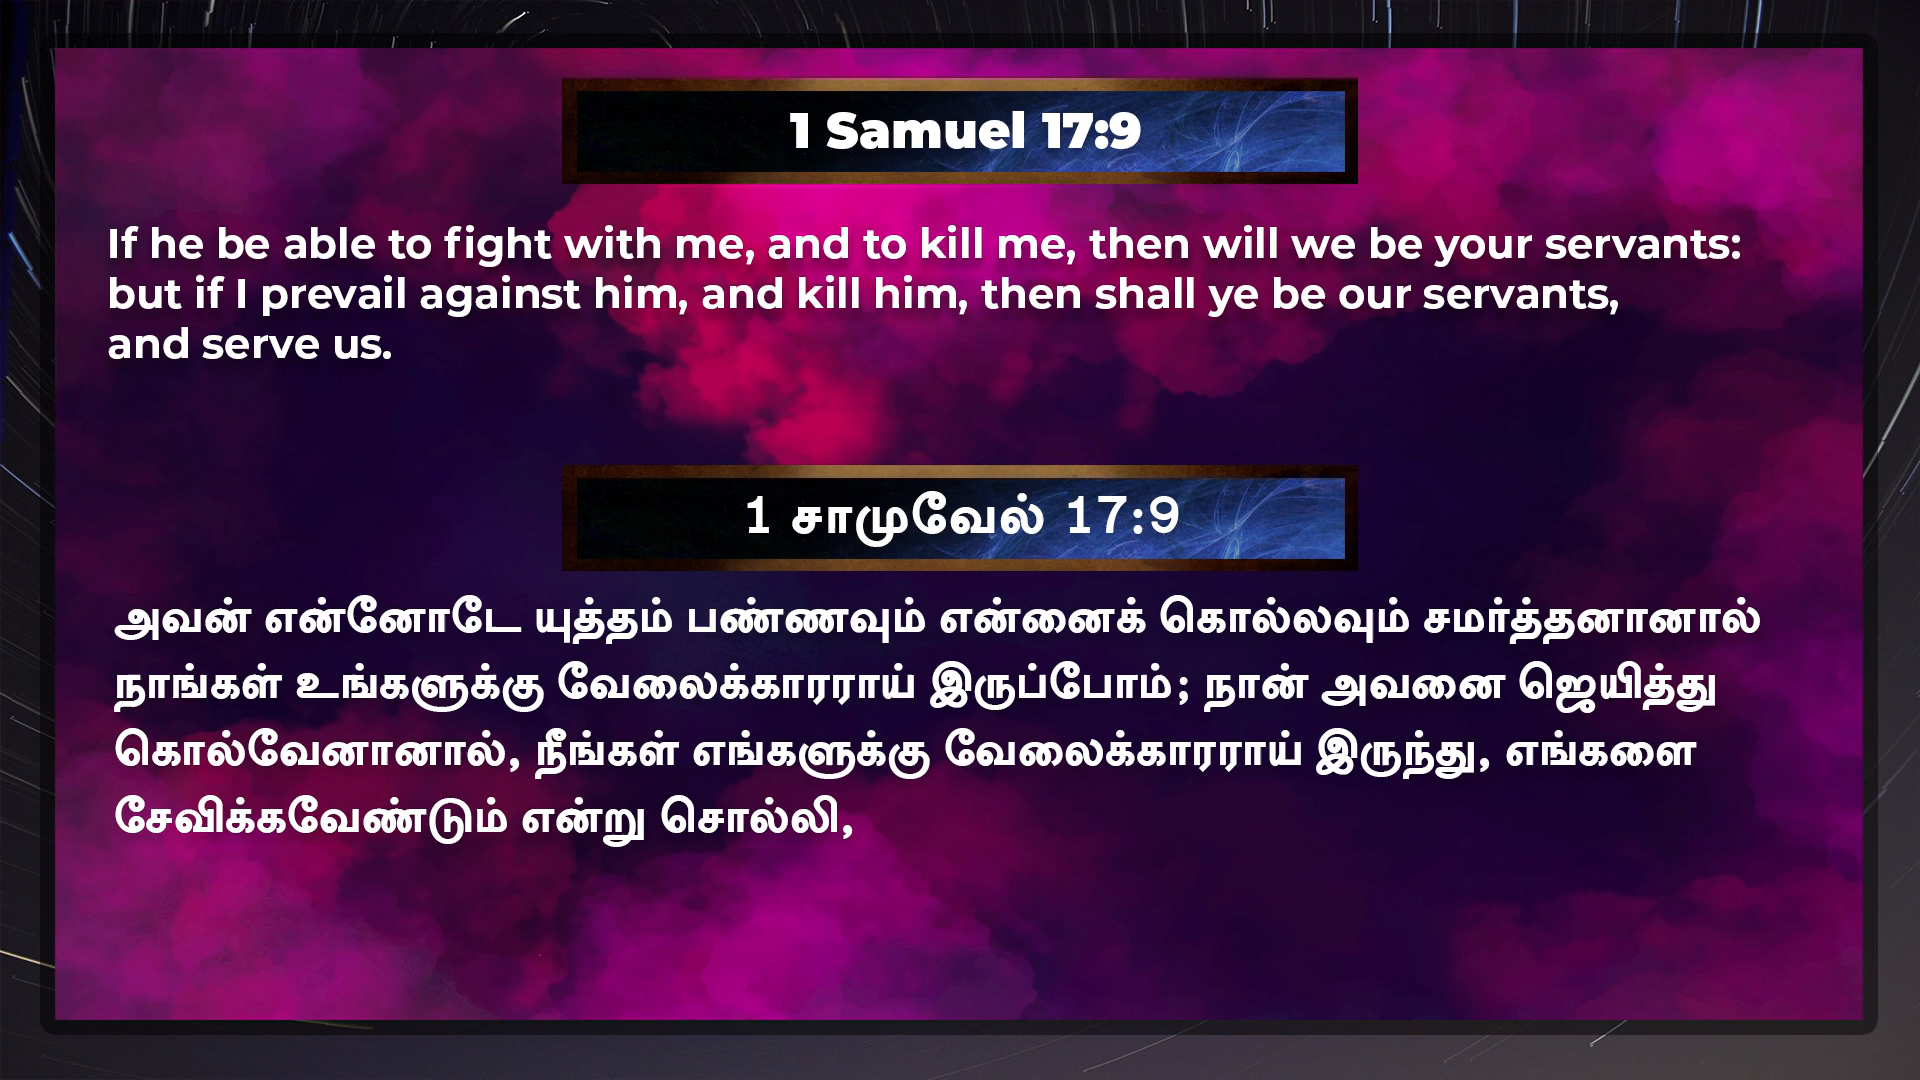 1 Samuel 17:9
If he be able to fight with me, and to kill me, then will we be your servants:
but if I prevail against him, and kill him, then shall ye be our servants,
and serve us.
1 சாமுவேல் 17:9
அவன் என்னோடே யுத்தம் பண்ணவும் என்னைக் கொல்லவும் சமர்த்தனானால்
நாங்கள் உங்களுக்கு வேலைக்காரராய் இருப்போம்; நான் அவனை ஜெயித்து
கொல்வேனானால், நீங்கள் எங்களுக்கு வேலைக்காரராய் இருந்து, எங்களை
சேவிக்கவேண்டும் என்று சொல்லி,